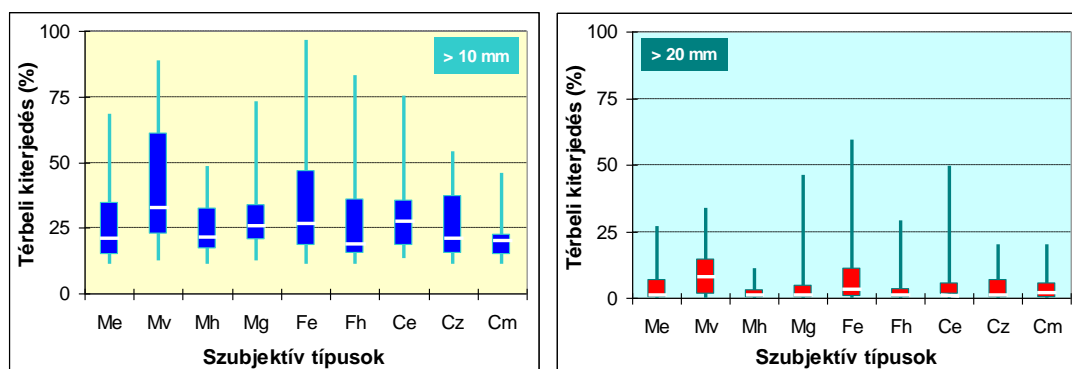 Térbeli kiterjedés (%)
100
75
50
25
0
> 10 mm
Me Mv Mh Mg Fe Fh Ce Cz Cm
Szubjektív típusok
Térbeli kiterjedés (%)
100
75
50
25
0
> 20 mm
Me Mv Mh Mg Fe Fh Ce Cz Cm
Szubjektív típusok